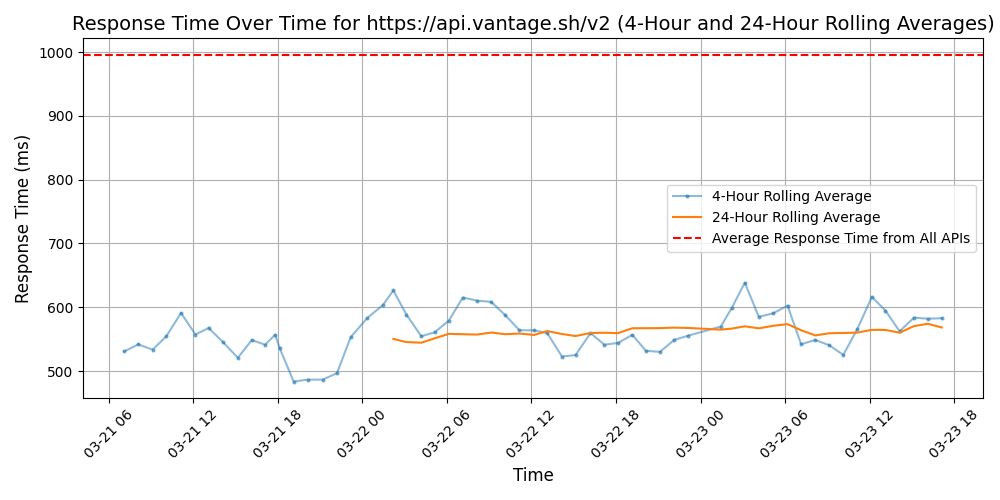 Response Time Over Time for https://api.vantage.sh/v2 (4-Hour and 24-Hour Rolling Averages)
Response Time (ms)
1000
900
800
700
600
500
4-Hour Rolling Average
24-Hour Rolling Average
Average Response Time from All APIs
03-21 06
03-21 12
03-21 18
03-22 00
03-22 06
03-22 12
03-22 18
03-23 00
03-23 06
03-23 12
03-23 18
Time